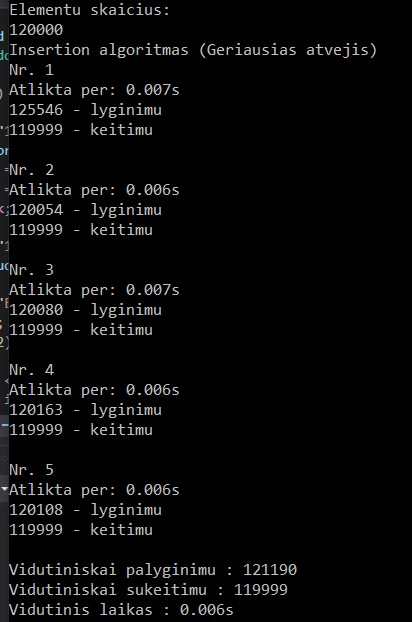 Elementu skaicius:
120000
Insertion algoritmas (Geriausias atvejis)
Nr. 1
Atlikta per: 0.007s
125546 - lyginimu
119999 - keitimu
Nr. 2
Atlikta per: 0.006s
120054 - lyginimu
119999 - keitimu
Nr. 3
Atlikta per: 0.007s
120080 - lyginimu
119999 - keitimu
Nr. 4
Atlikta per: 0.006s
120163 - lyginimu
119999 - keitimu
Nr. 5
Atlikta per: 0.006s
120108 - lyginimu
119999 - keitimu
Vidutiniskai palyginimu : 121190
Vidutiniskai sukeitimu : 119999
Vidutinis laikas : 0.006s